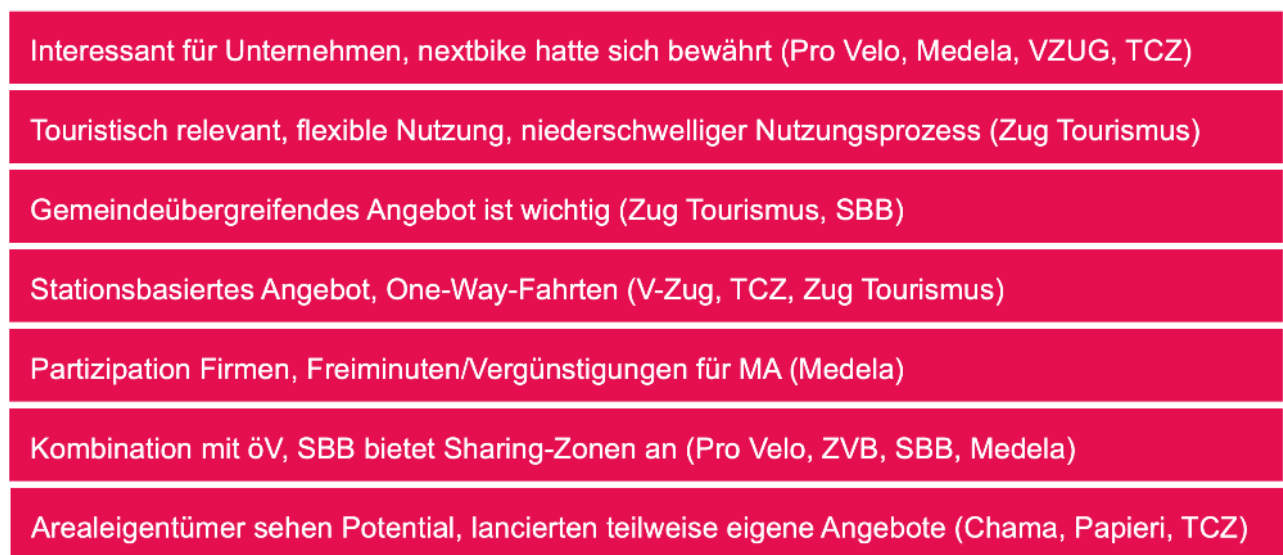 Interessant für Unternehmen, nextbike hatte sich bewährt (Pro Velo, Medela, VZUG, TCZ)
Touristisch relevant, flexible Nutzung, niederschwelliger Nutzungsprozess (Zug Tourismus)
Gemeindeübergreifendes Angebot ist wichtig (Zug Tourismus, SBB)
Stationsbasiertes Angebot, One-Way-Fahrten (V-Zug, TCZ, Zug Tourismus)
Partizipation Firmen, Freiminuten/Vergünstigungen für MA (Medela)
Kombination mit öV, SBB bietet Sharing-Zonen an (Pro Velo, ZVB, SBB, Medela)
Arealeigentümer sehen Potential, lancierten teilweise eigene Angebote (Chama, Papieri, TCZ)